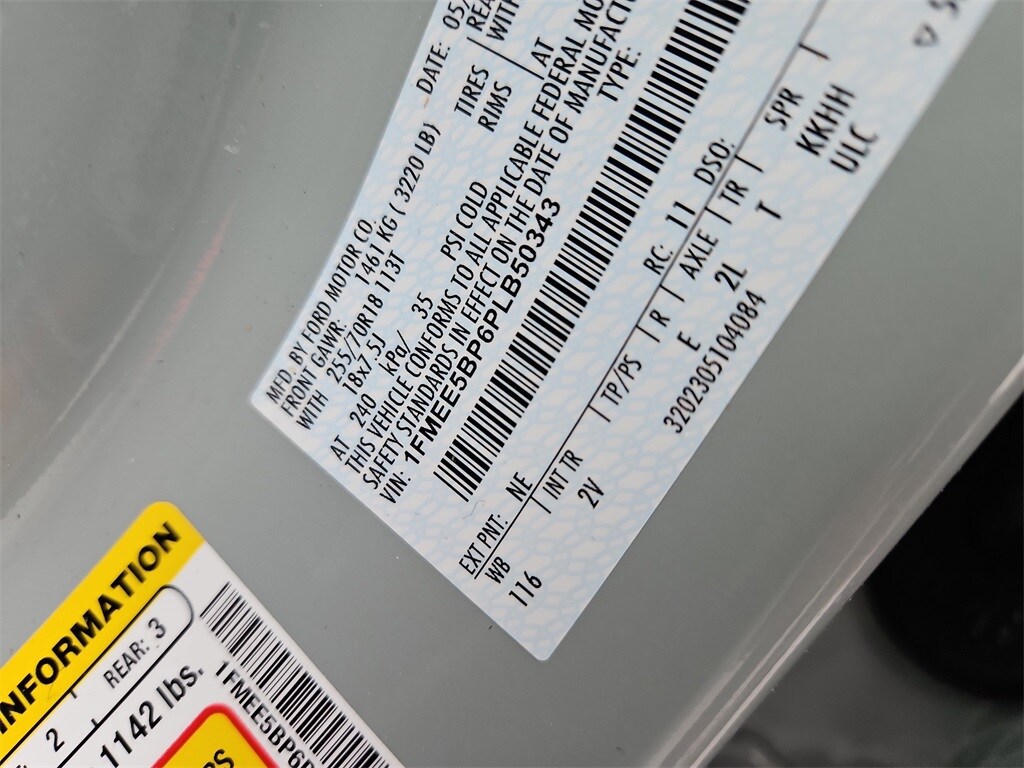 MFD. BY FORD MOTOR CO.
DATE: 05/
FRONT GAWR: 1461 KG ( 3220 LB)
WITH 255/70R18 113T TIRES
18x7.5J RIMS
AT 240 kPa/ 35 PSI COLD AT
THIS VEHICLE CONFORMS TO ALL APPLICABLE FEDERAL MO
SAFETY STANDARDS IN EFFECT ON THE DATE OF MANUFACTUR
VIN: 1FMEE5BP6PLB50343
TYPE:
EXT PNT: NE RC: 11 DSO:
WB | INT TR | TP/PS | R | AXLE | TR | SPR |
116 2V E 2L T KKHH
3202305104084 ULC
INFORMATION
2 REAR: 3
1142 lbs.
1FMEE5BP6P
RS